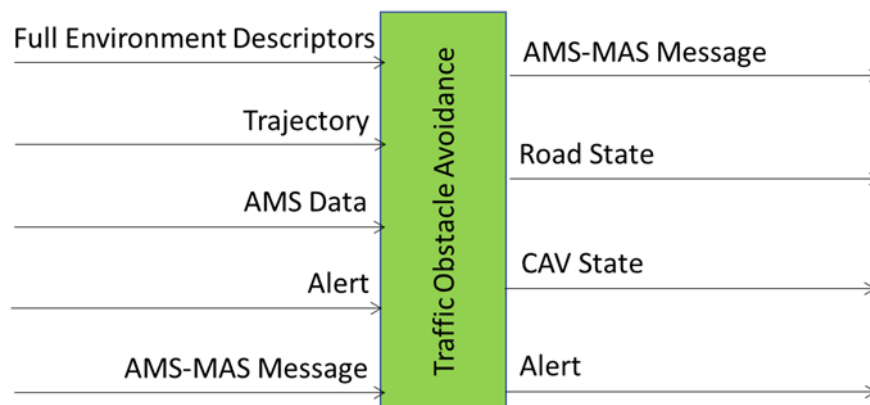 Full Environment Descriptors
Trajectory
AMS Data
Alert
AMS-MAS Message
Traffic Obstacle Avoidance
AMS-MAS Message
Road State
CAV State
Alert